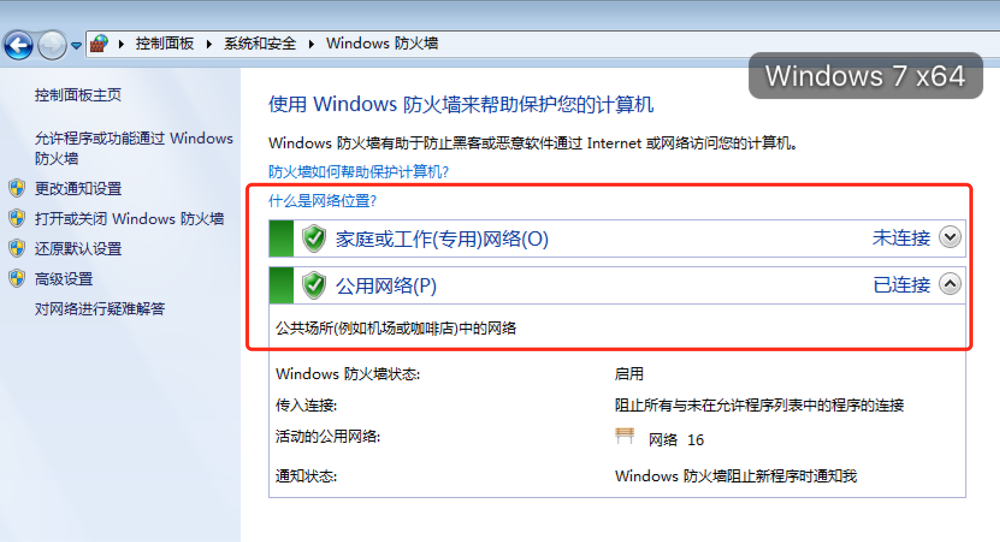 控制面板 系统和安全 Windows 防火墙
Windows 7 x64
控制面板主页
允许程序或功能通过 Windows
防火墙
更改通知设置
打开或关闭 Windows 防火墙
还原默认设置
高级设置
对网络进行疑难解答
使用 Windows 防火墙来帮助保护您的计算机
Windows 防火墙有助于防止黑客或恶意软件通过 Internet 或网络访问您的计算机。
防火墙如何帮助保护计算机?
什么是网络位置?
家庭或工作(专用)网络(O) 未连接
公用网络(P) 已连接
公共场所(例如机场或咖啡店)中的网络
Windows 防火墙状态: 启用
传入连接: 阻止所有与未在允许程序列表中的程序的连接
活动的公用网络: 网络 16
通知状态: Windows 防火墙阻止新程序时通知我